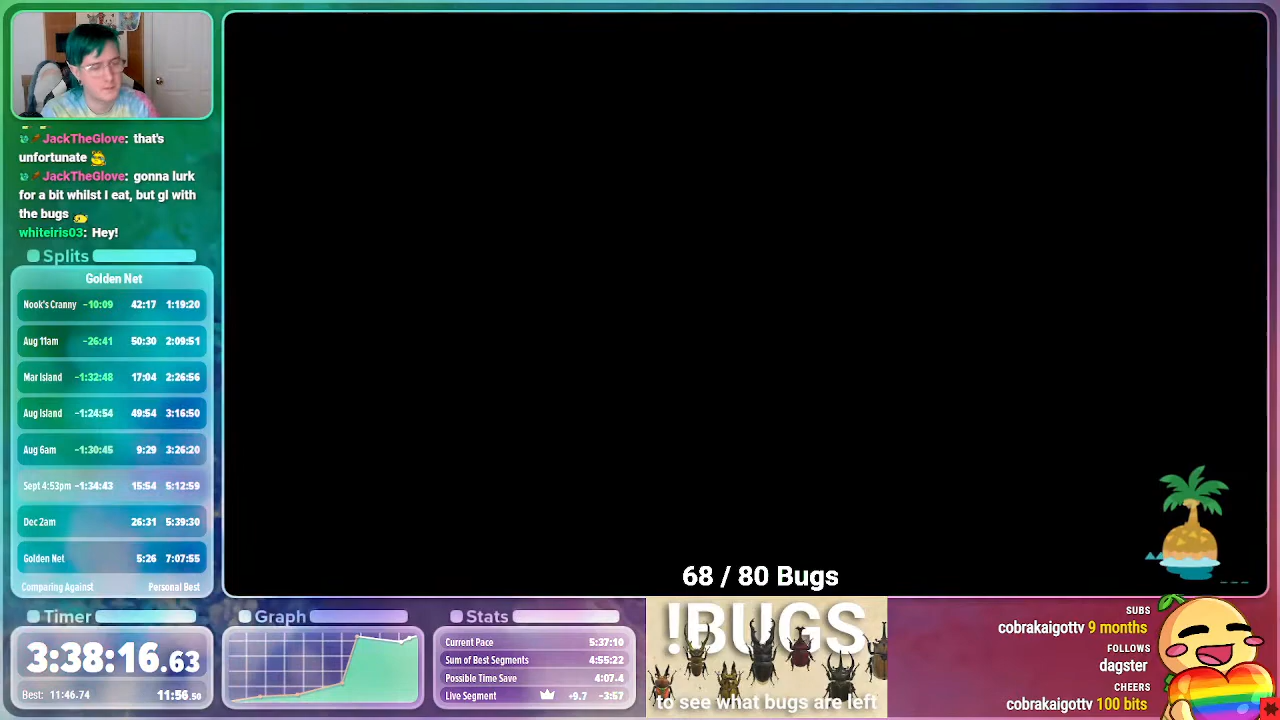 JackTheGlove: that's
unfortunate
JackTheGlove: gonna lurk
for a bit whilst I eat, but gl with
the bugs
whiteiris03: Hey!
Splits
Golden Net
Nook's Cranny -10:09 42:17 1:19:20
Aug 11am -26:41 50:30 2:09:51
Mar Island -1:32:48 17:04 2:26:56
Aug Island -1:24:54 49:54 3:16:50
Aug 6am -1:30:45 9:29 3:26:20
Sept 4:53pm -1:34:43 15:54 5:12:59
Dec 2am 26:31 5:39:30
Golden Net 5:26 7:07:55
Comparing Against Personal Best
68 / 80 Bugs
Timer
3:38:16.63
Best: 11:46.74 11:56.50
Graph
Stats
Current Pace 5:37:10
Sum of Best Segments 4:55:22
Possible Time Save 4:07.4
Live Segment +9.7 -3:57
!BUGS
to see what bugs are left
SUBS
cobrakaigottv 9 months
FOLLOWS
dagster
CHEERS
cobrakaigottv 100 bits